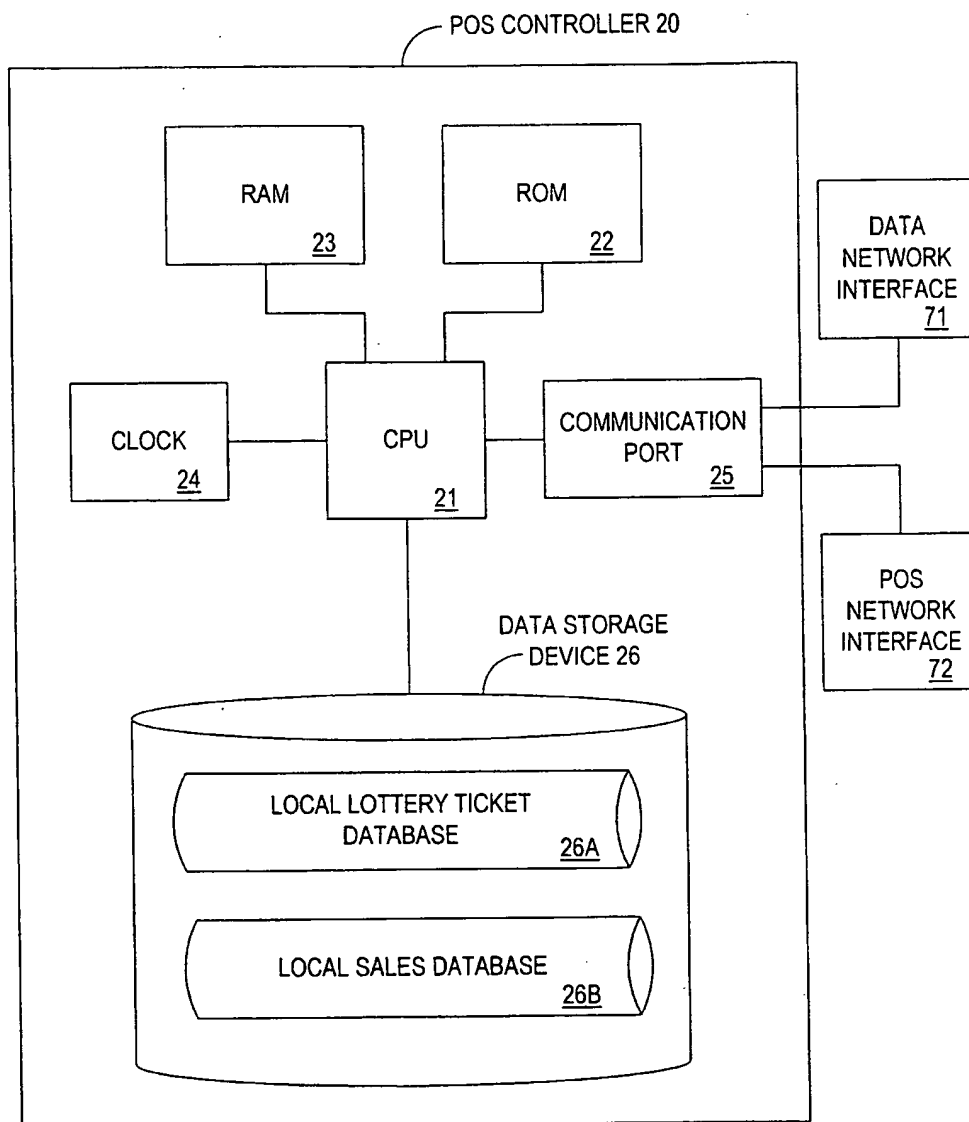 POS CONTROLLER 20
RAM
23
ROM
22
DATA
NETWORK
INTERFACE
71
CLOCK
24
CPU
21
COMMUNICATION
PORT
25
POS
NETWORK
INTERFACE
72
DATA STORAGE
DEVICE 26
LOCAL LOTTERY TICKET
DATABASE
26A
LOCAL SALES DATABASE
26B